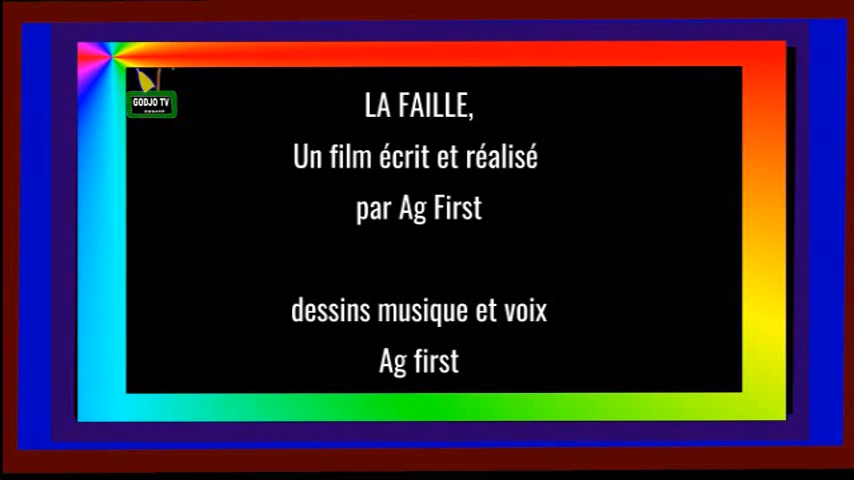 GODJO TV
LA FAILLE,
Un film écrit et réalisé
par Ag First
dessins musique et voix
Ag first